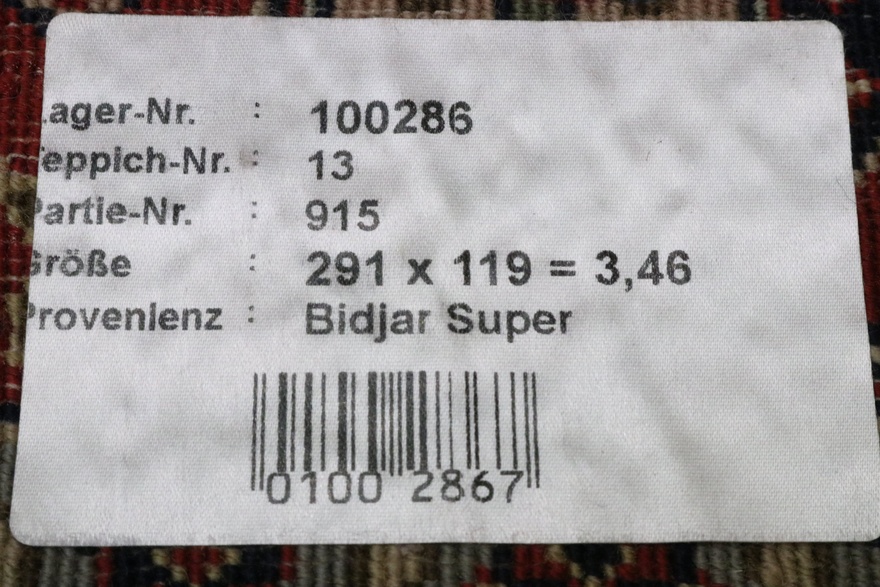 Lager-Nr. : 100286
Teppich-Nr. : 13
Partie-Nr. : 915
Größe : 291 x 119 = 3,46
Provenienz : Bidjar Super
0100 2867